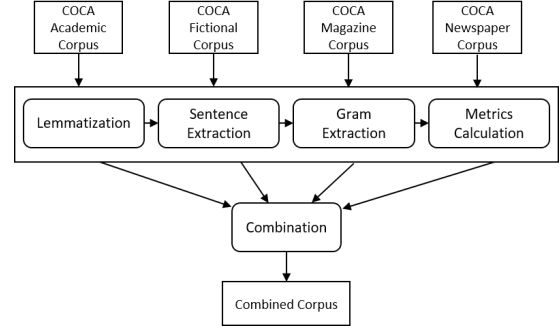 COCA
Academic
Corpus
COCA
Fictional
Corpus
COCA
Magazine
Corpus
COCA
Newspaper
Corpus
Lemmatization
Sentence
Extraction
Gram
Extraction
Metrics
Calculation
Combination
Combined Corpus